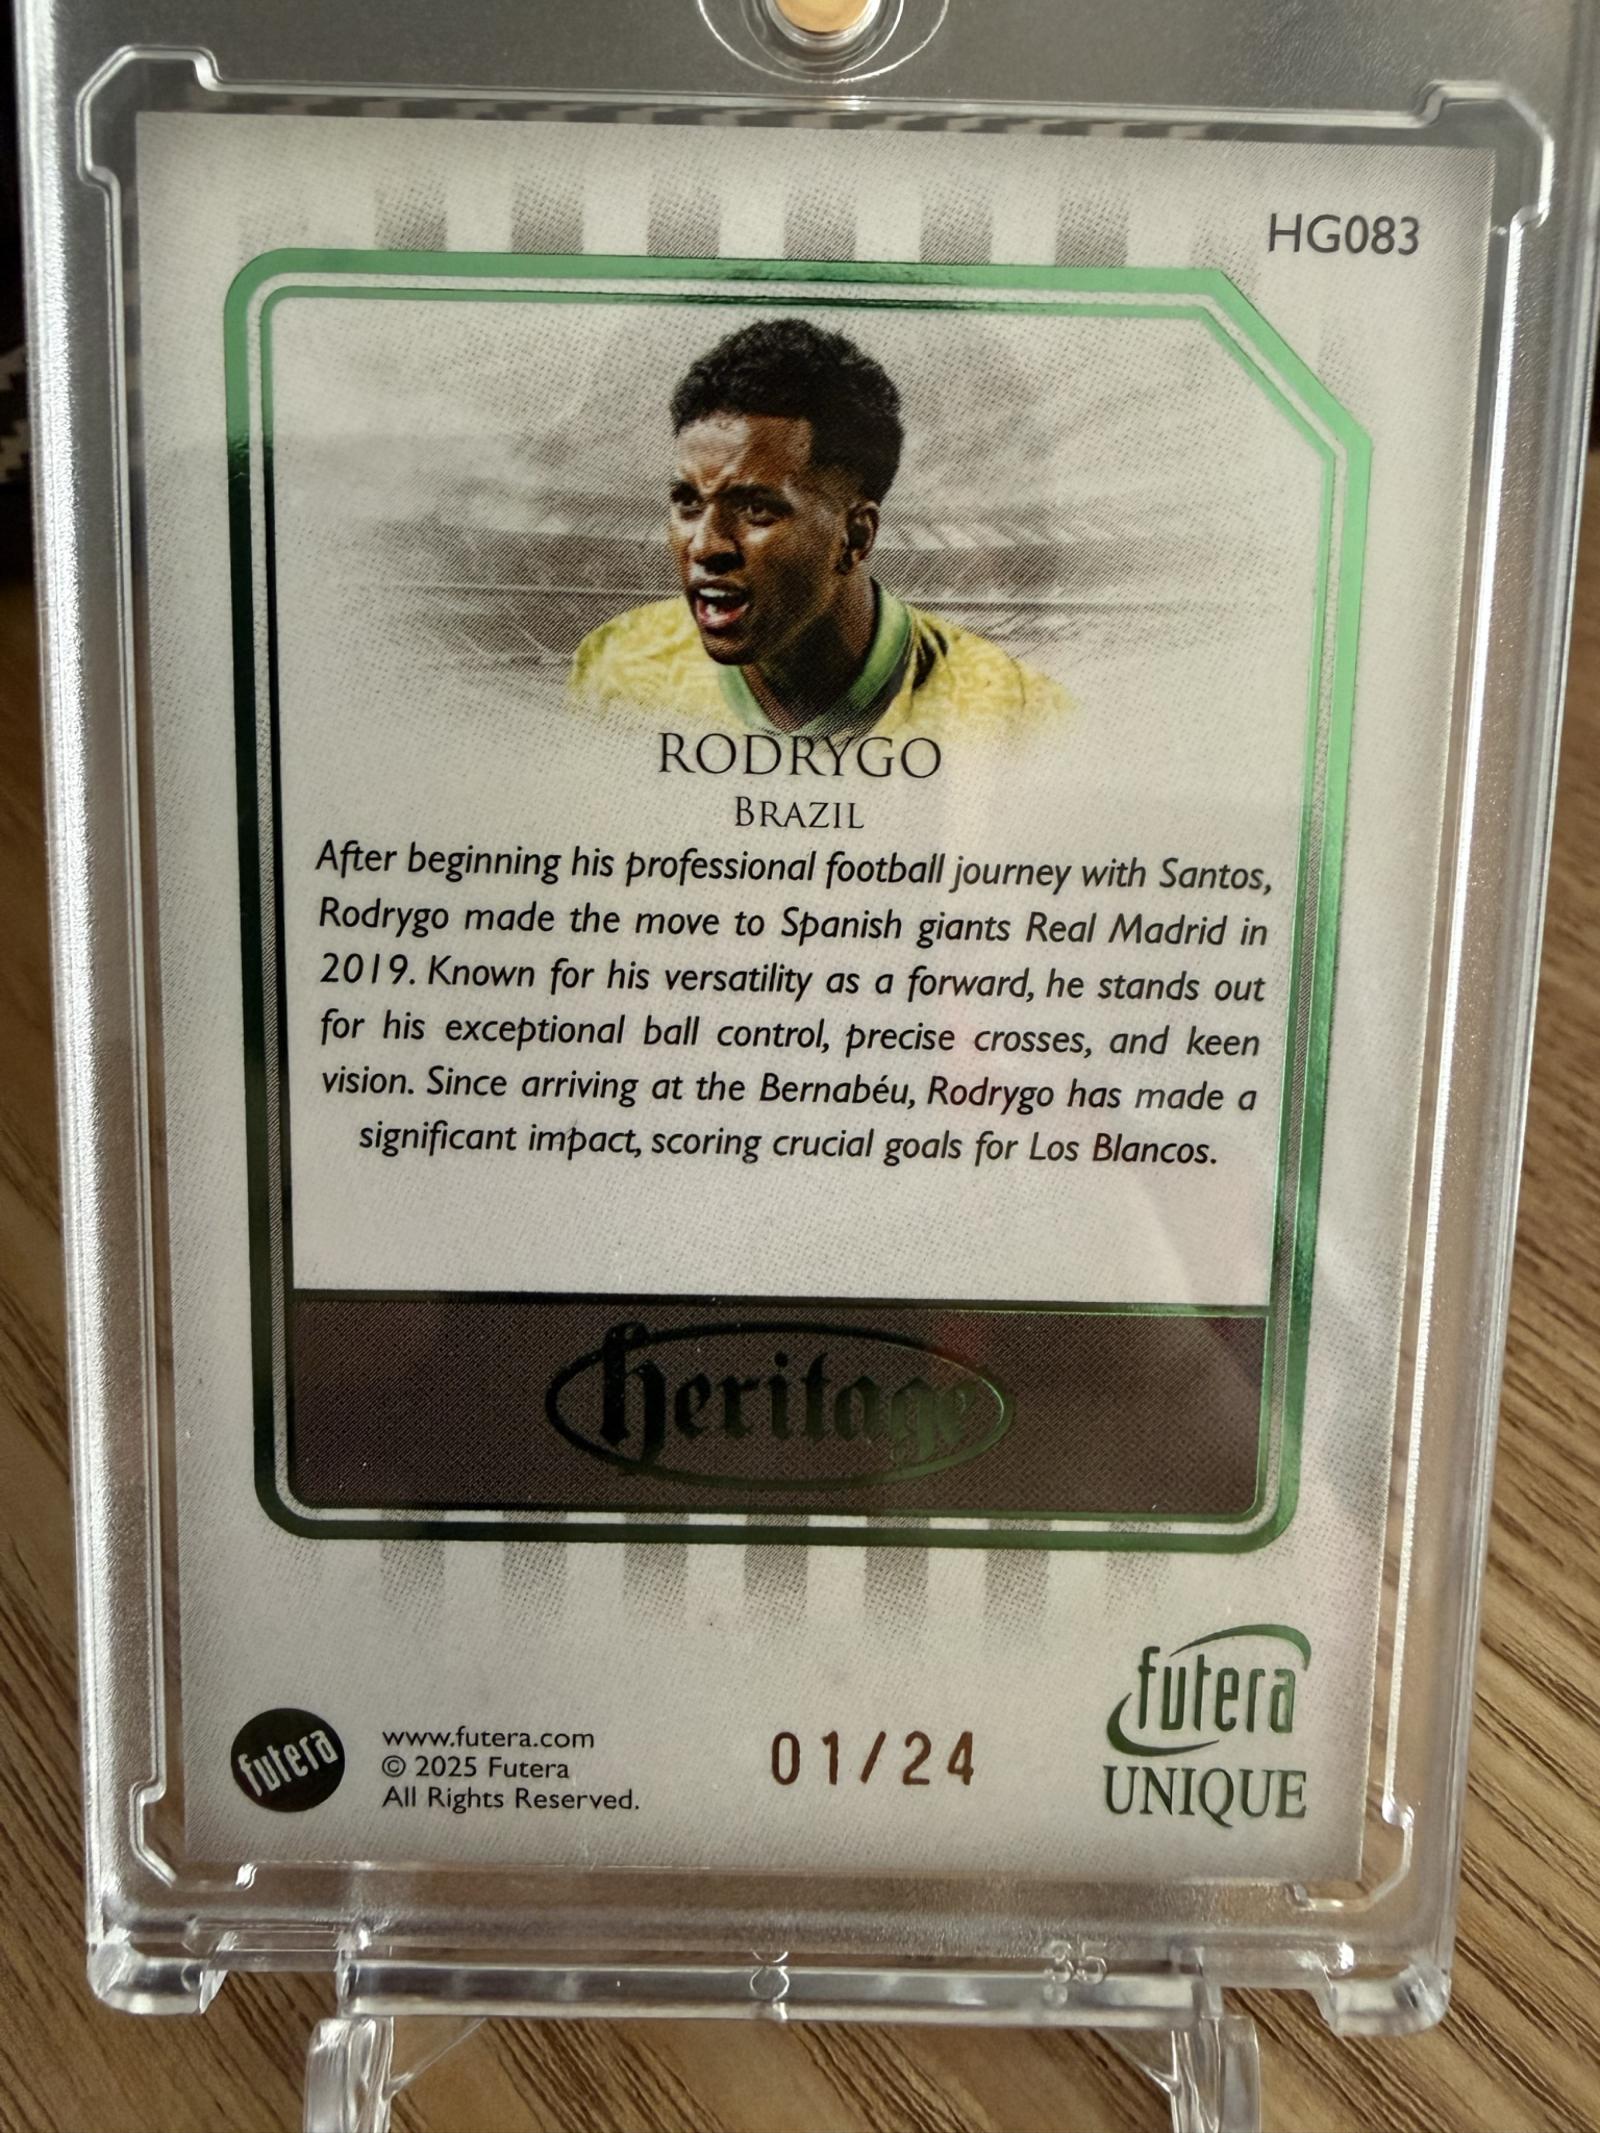 HG083
RODRYGO
BRAZIL
After beginning his professional football journey with Santos,
Rodrygo made the move to Spanish giants Real Madrid in
2019. Known for his versatility as a forward, he stands out
for his exceptional ball control, precise crosses, and keen
vision. Since arriving at the Bernabéu, Rodrygo has made a
significant impact, scoring crucial goals for Los Blancos.
heritage
futera
www.futera.com
© 2025 Futera
All Rights Reserved.
01/24
futera
UNIQUE
35